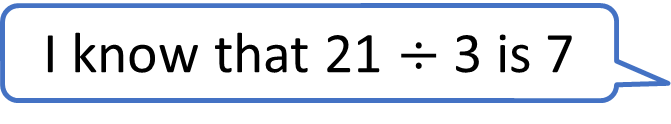 I know that 21 ÷ 3 is 7